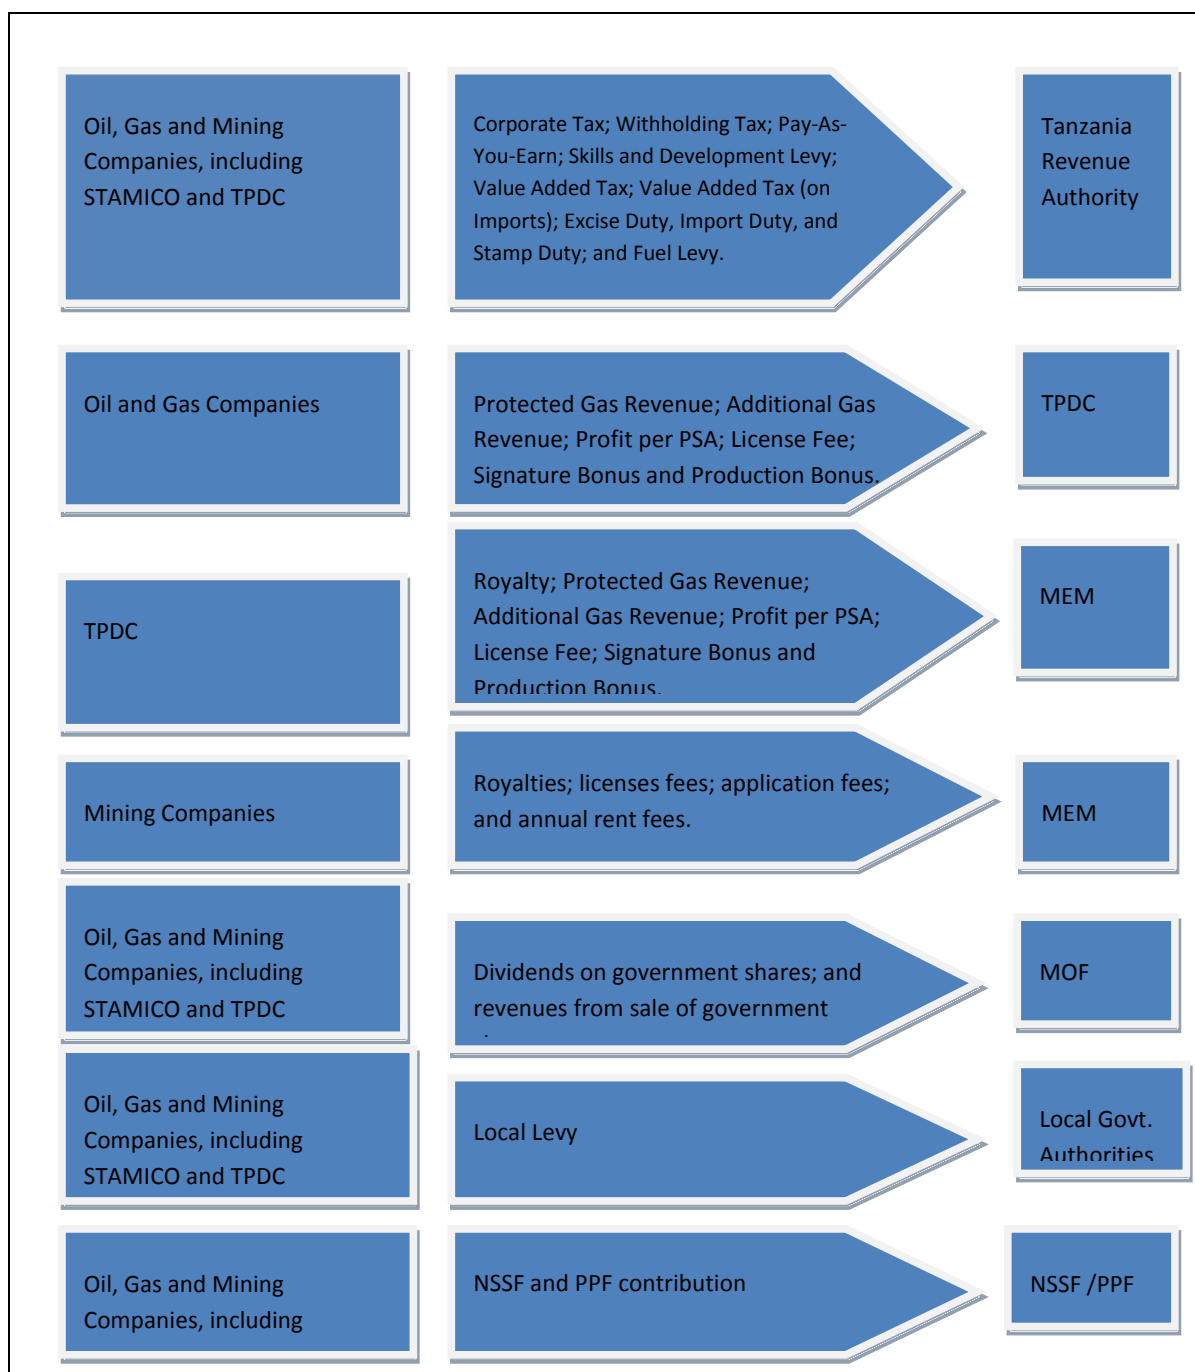 Oil, Gas and Mining
Companies, including
STAMICO and TPDC
Corporate Tax; Withholding Tax; Pay-As-
You-Earn; Skills and Development Levy;
Value Added Tax; Value Added Tax (on
Imports); Excise Duty, Import Duty, and
Stamp Duty; and Fuel Levy.
Tanzania
Revenue
Authority
Oil and Gas Companies
Protected Gas Revenue; Additional Gas
Revenue; Profit per PSA; License Fee;
Signature Bonus and Production Bonus.
TPDC
TPDC
Royalty; Protected Gas Revenue;
Additional Gas Revenue; Profit per PSA;
License Fee; Signature Bonus and
Production Bonus.
MEM
Mining Companies
Royalties; licenses fees; application fees;
and annual rent fees.
MEM
Oil, Gas and Mining
Companies, including
STAMICO and TPDC
Dividends on government shares; and
revenues from sale of government
MOF
Oil, Gas and Mining
Companies, including
STAMICO and TPDC
Local Levy
Local Govt.
Authorities
Oil, Gas and Mining
Companies, including
NSSF and PPF contribution
NSSF /PPF